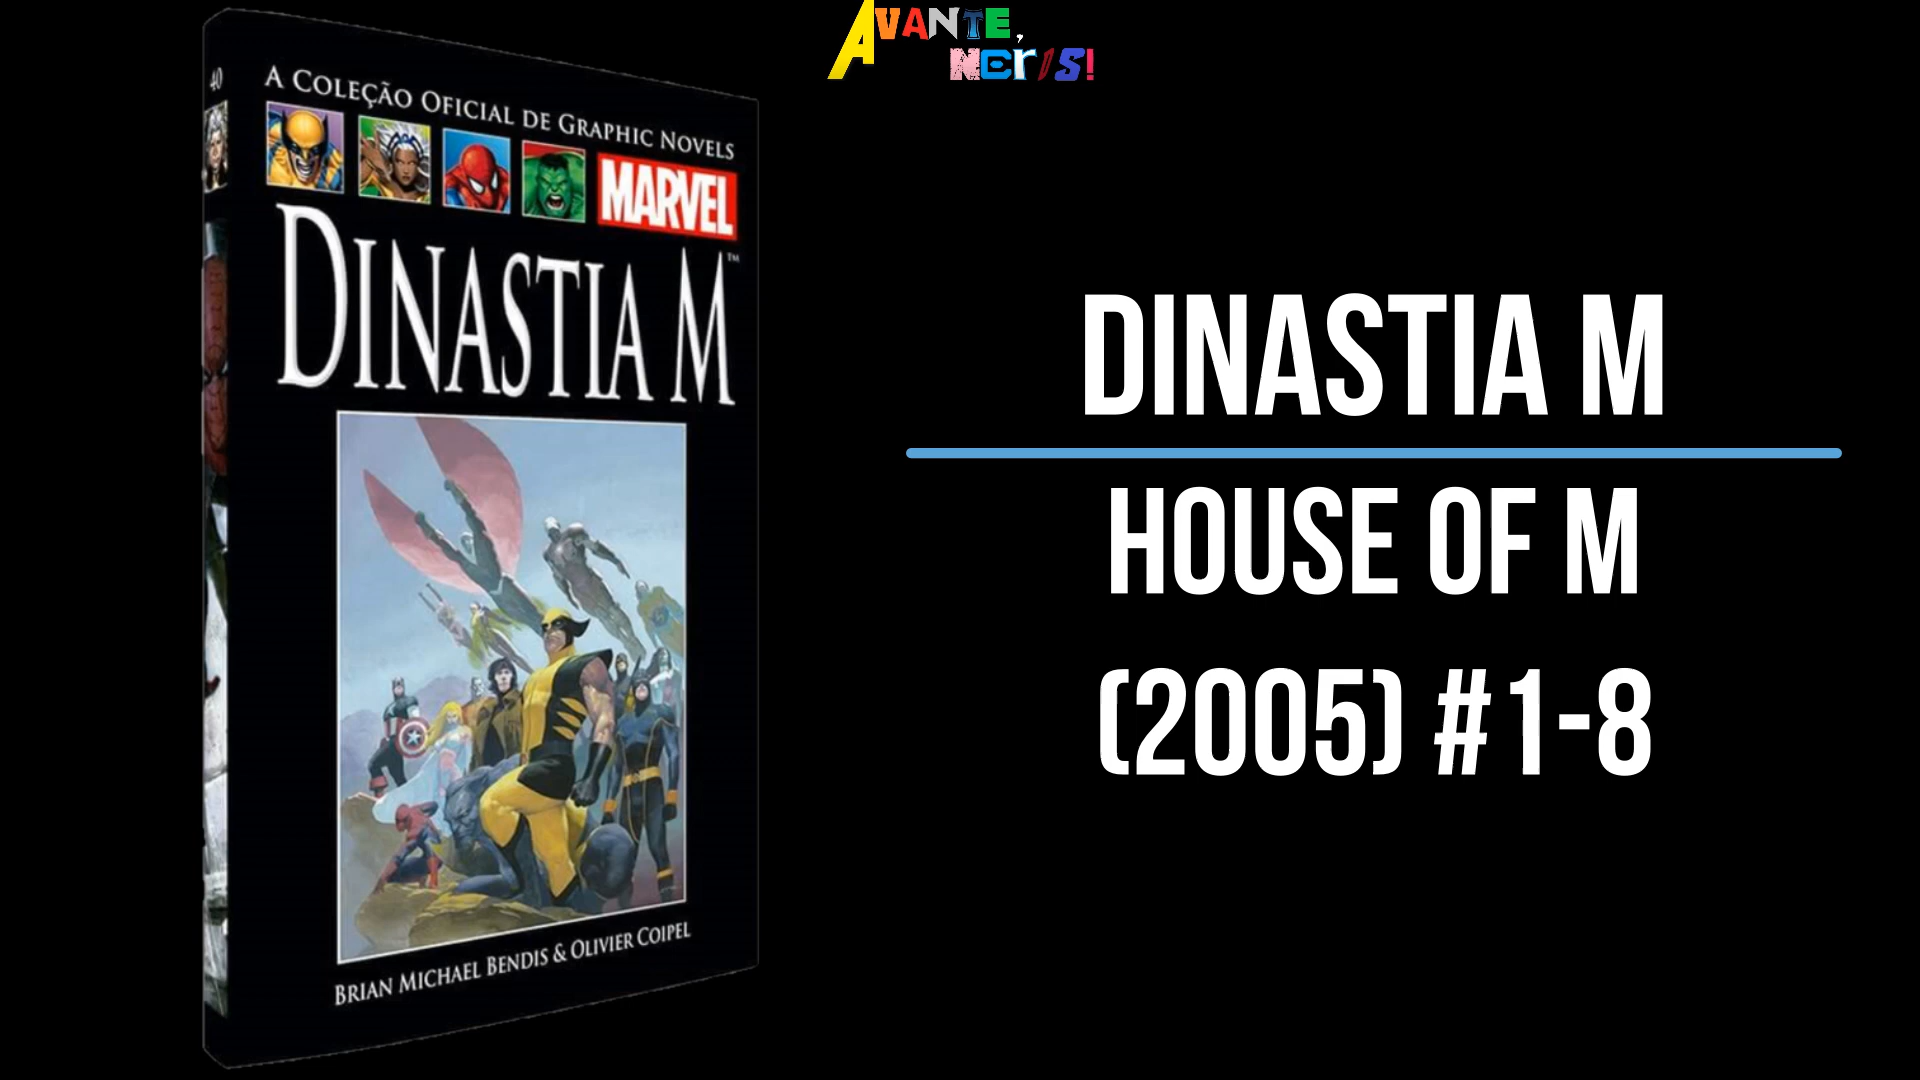 AVANTE,
NERDS!
40
A COLEÇÃO OFICIAL DE GRAPHIC NOVELS
MARVEL
DINASTIA M™
BRIAN MICHAEL BENDIS & OLIVIER COIPEL
DINASTIA M
HOUSE OF M
(2005) #1-8